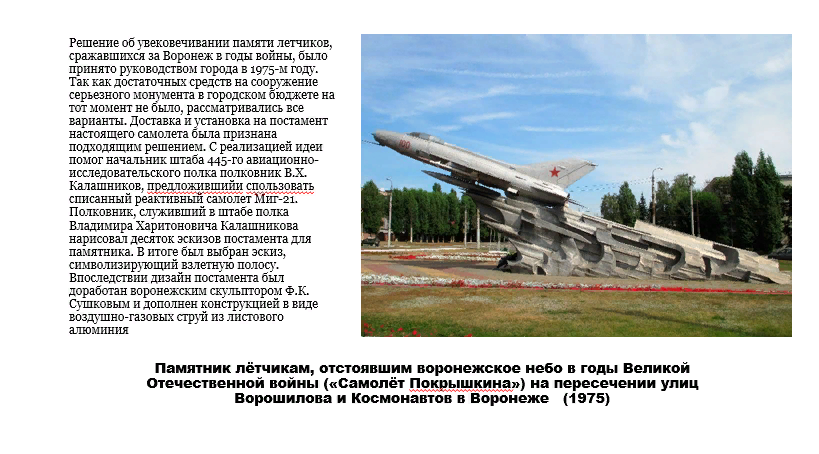 Решение об увековечивании памяти летчиков,
сражавшихся за Воронеж в годы войны, было
принято руководством города в 1975-м году.
Так как достаточных средств на сооружение
серьезного монумента в городском бюджете на
тот момент не было, рассматривались все
варианты. Доставка и установка на постамент
настоящего самолета была признана
подходящим решением. С реализацией идеи
помог начальник штаба 445-го авиационно-
исследовательского полка полковник В.Х.
Калашников, предложившийи спользовать
списанный реактивный самолет Миг-21.
Полковник, служивший в штабе полка
Владимира Харитоновича Калашникова
нарисовал десяток эскизов постамента для
памятника. В итоге был выбран эскиз,
символизирующий взлетную полосу.
Впоследствии дизайн постамента был
доработан воронежским скульптором Ф.К.
Сушковым и дополнен конструкцией в виде
воздушно-газовых струй из листового
алюминия
100
Памятник лётчикам, отстоявшим воронежское небо в годы Великой
Отечественной войны («Самолёт Покрышкина») на пересечении улиц
Ворошилова и Космонавтов в Воронеже (1975)